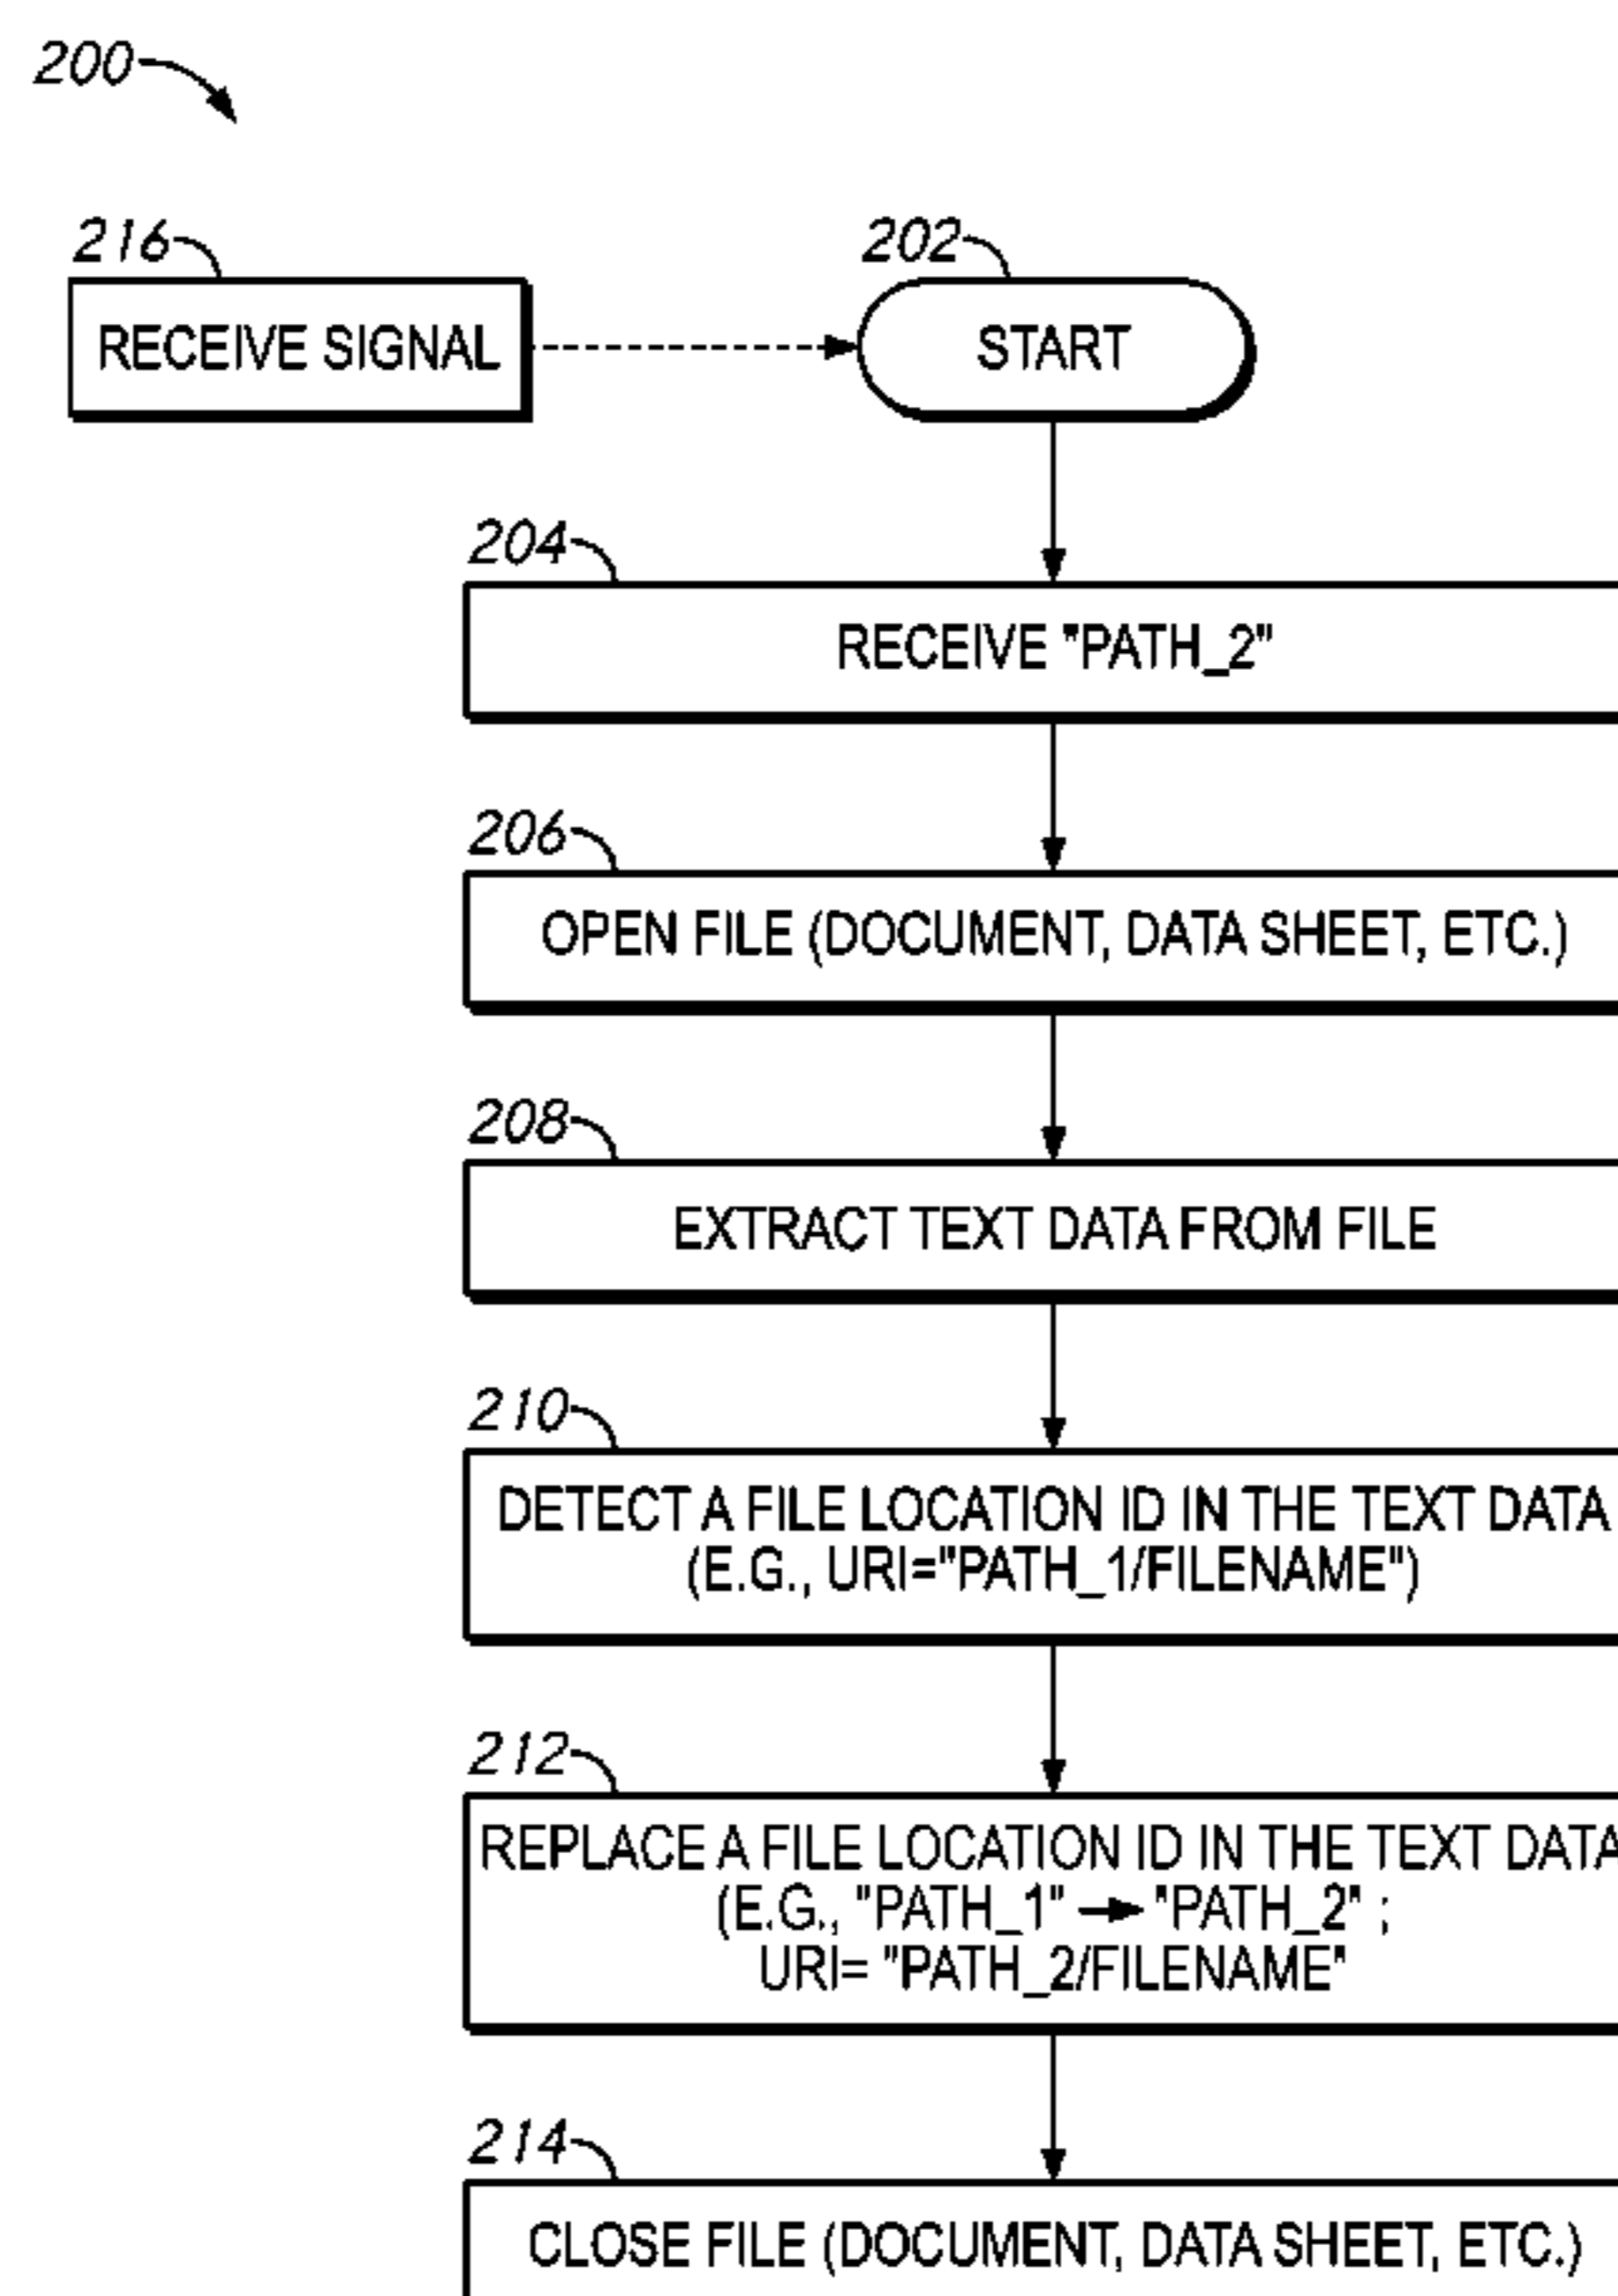 200
216
202
RECEIVE SIGNAL
START
204
RECEIVE "PATH_2"
206
OPEN FILE (DOCUMENT, DATA SHEET, ETC.)
208
EXTRACT TEXT DATA FROM FILE
210
DETECT A FILE LOCATION ID IN THE TEXT DATA
(E.G., URI="PATH_1/FILENAME")
212
REPLACE A FILE LOCATION ID IN THE TEXT DATA
(E.G., "PATH_1" → "PATH_2" ;
URI= "PATH_2/FILENAME"
214
CLOSE FILE (DOCUMENT, DATA SHEET, ETC.)